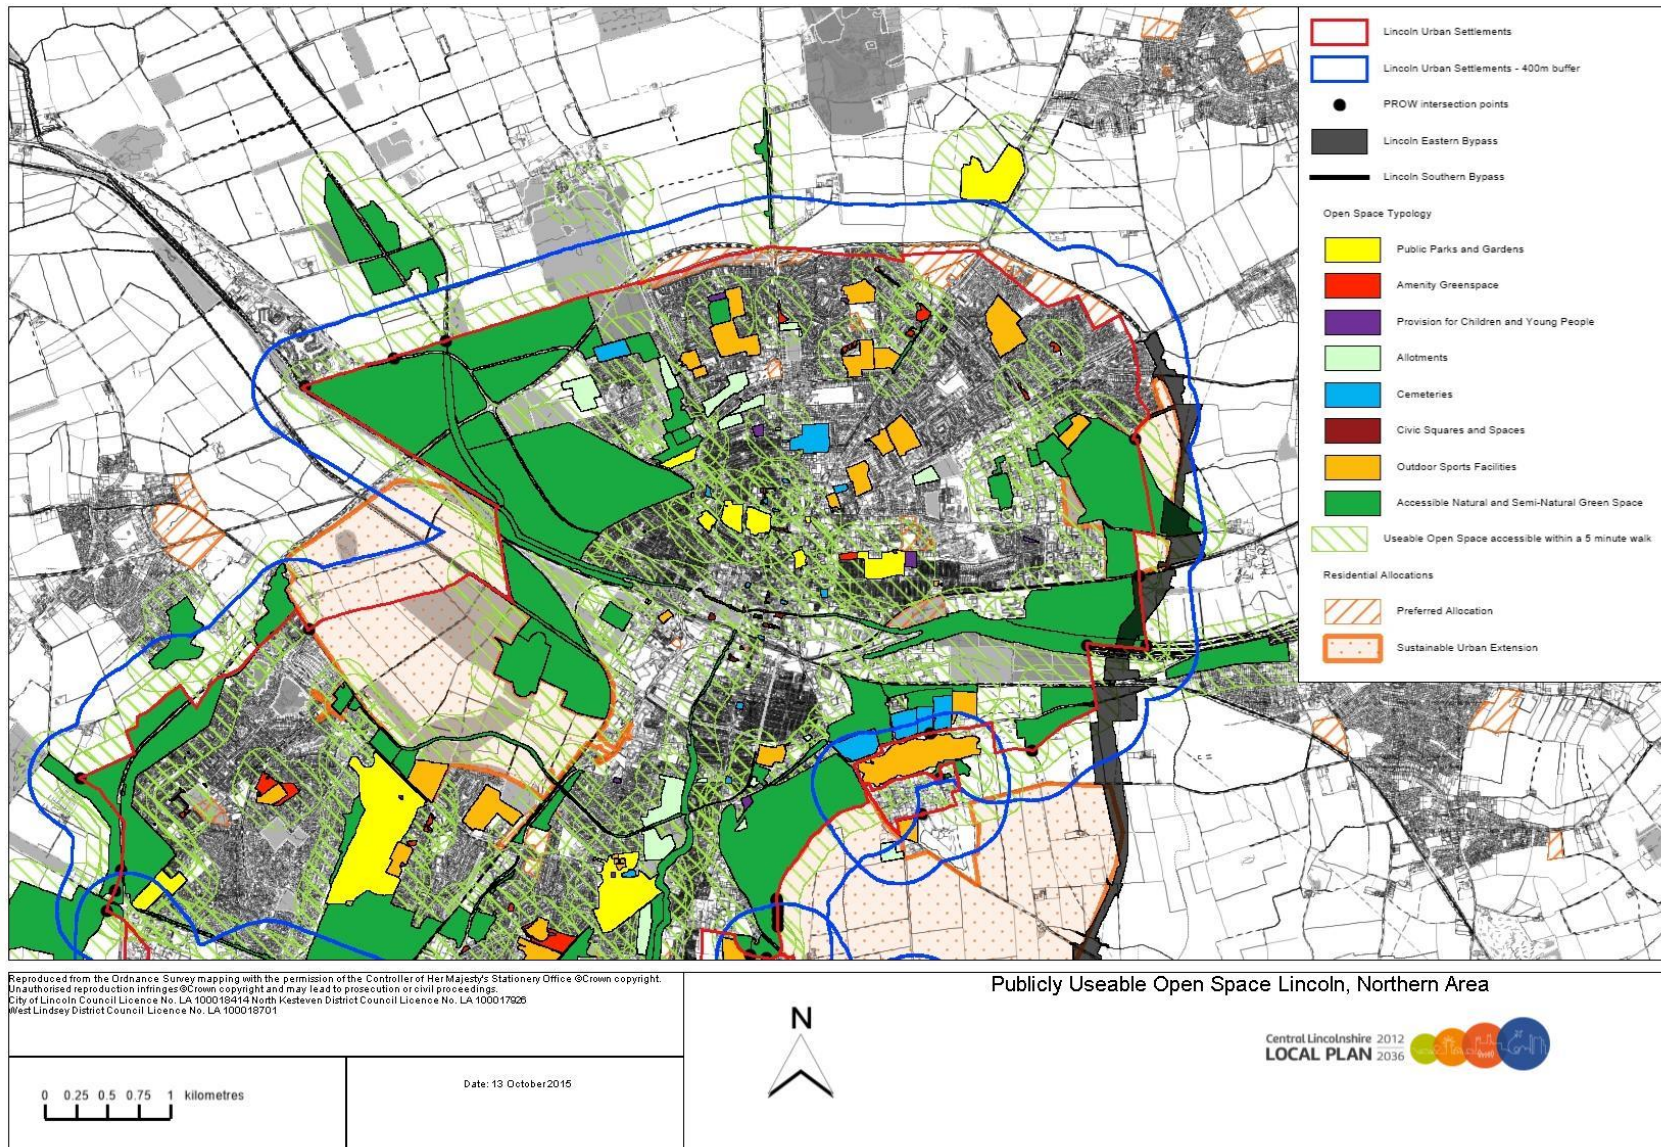 Lincoln Urban Settlements
Lincoln Urban Settlements - 400m buffer
PROW intersection points
Lincoln Eastern Bypass
Lincoln Southern Bypass
Open Space Typology
Public Parks and Gardens
Amenity Greenspace
Provision for Children and Young People
Allotments
Cemeteries
Civic Squares and Spaces
Outdoor Sports Facilities
Accessible Natural and Semi-Natural Green Space
Useable Open Space accessible within a 5 minute walk
Residential Allocations
Preferred Allocation
Sustainable Urban Extension
Reproduced from the Ordnance Survey mapping with the permission of the Controller of Her Majesty's Stationery Office ©Crown copyright.
Unauthorised reproduction infringes ©Crown copyright and may lead to prosecution or civil proceedings.
City of Lincoln Council Licence No. LA 100018414 North Kesteven District Council Licence No. LA 100017926
West Lindsey District Council Licence No. LA 100018701
0 0.25 0.5 0.75 1 kilometres
Date: 13 October 2015
N
Publicly Useable Open Space Lincoln, Northern Area
Central Lincolnshire 2012
LOCAL PLAN 2036